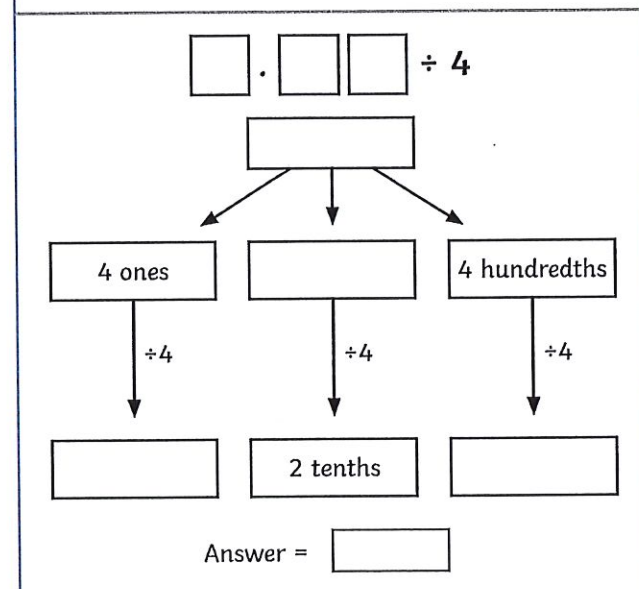 . ÷ 4
4 ones 4 hundredths
÷4 ÷4 ÷4
2 tenths
Answer =